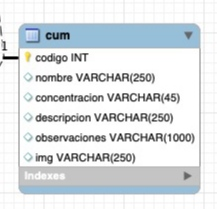 1
cum
codigo INT
nombre VARCHAR(250)
concentracion VARCHAR(45)
descripcion VARCHAR(250)
observaciones VARCHAR(1000)
img VARCHAR(250)
Indexes